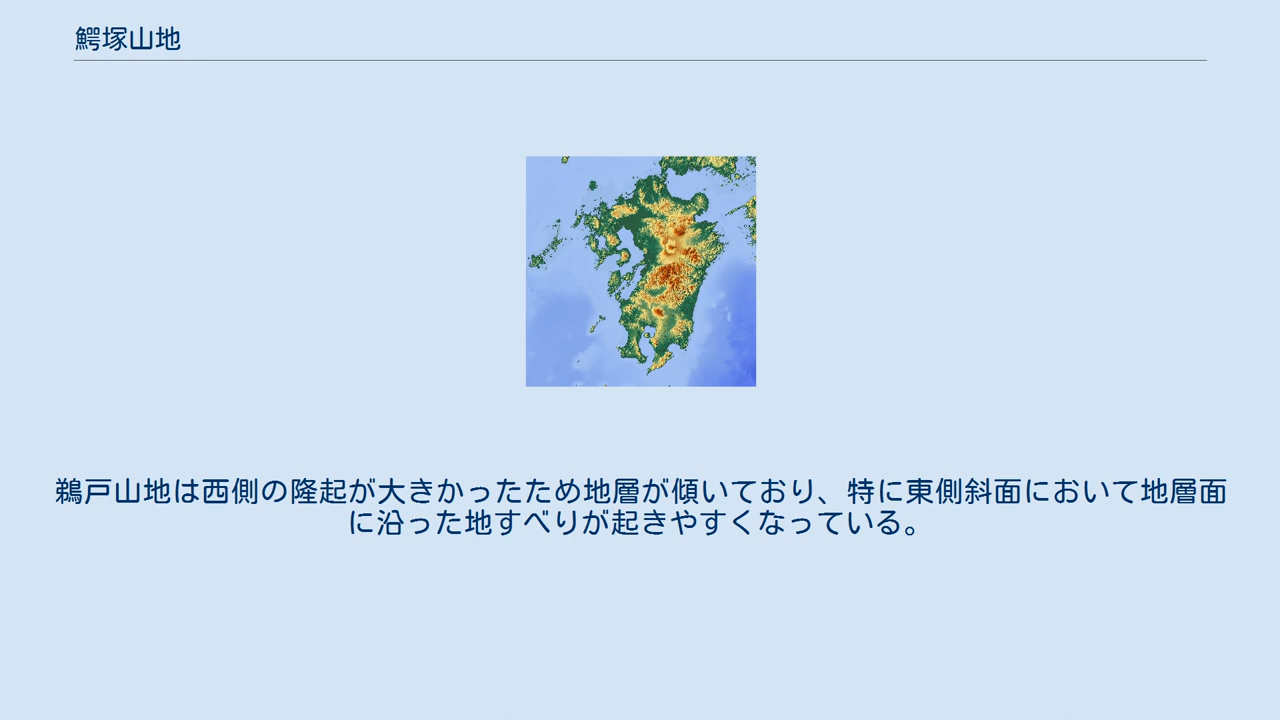 鰐塚山地
鵜戸山地は西側の隆起が大きかったため地層が傾いており、特に東側斜面において地層面
に沿った地すべりが起きやすくなっている。